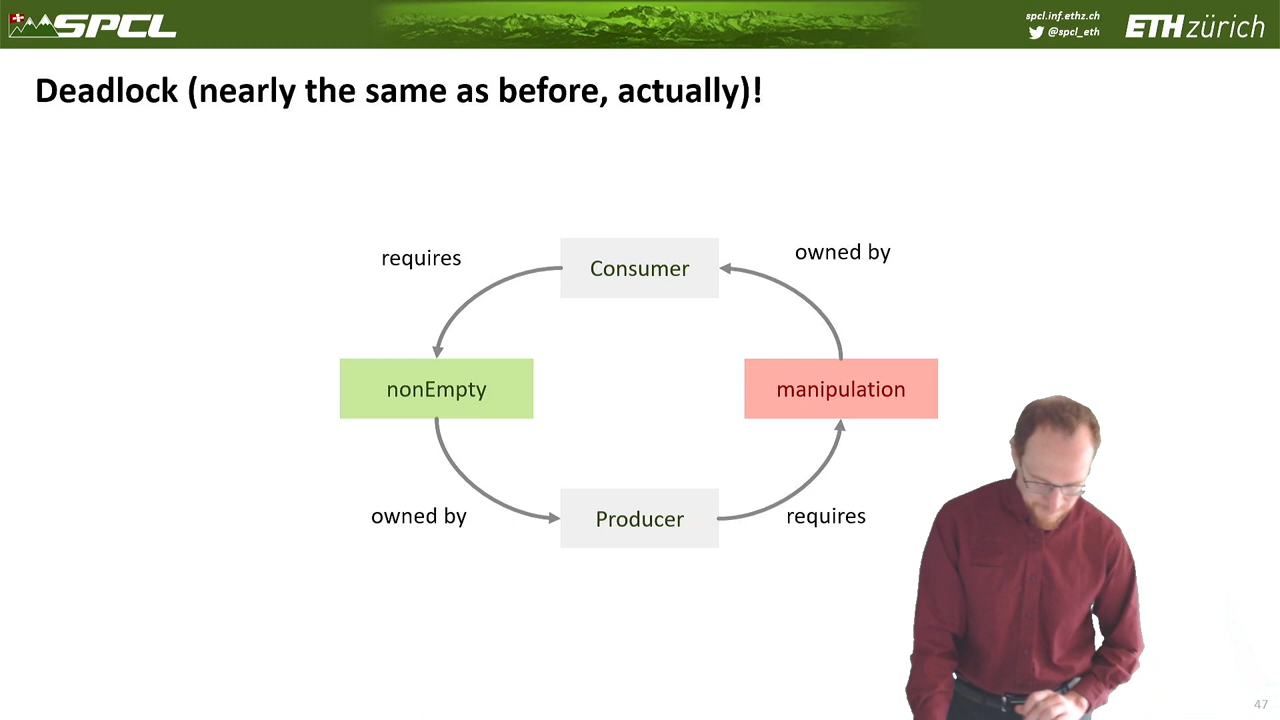 SPCL
spcl.inf.ethz.ch
@spcl_eth
ETH zürich
Deadlock (nearly the same as before, actually)!
requires
Consumer
owned by
nonEmpty
manipulation
owned by
Producer
requires
47